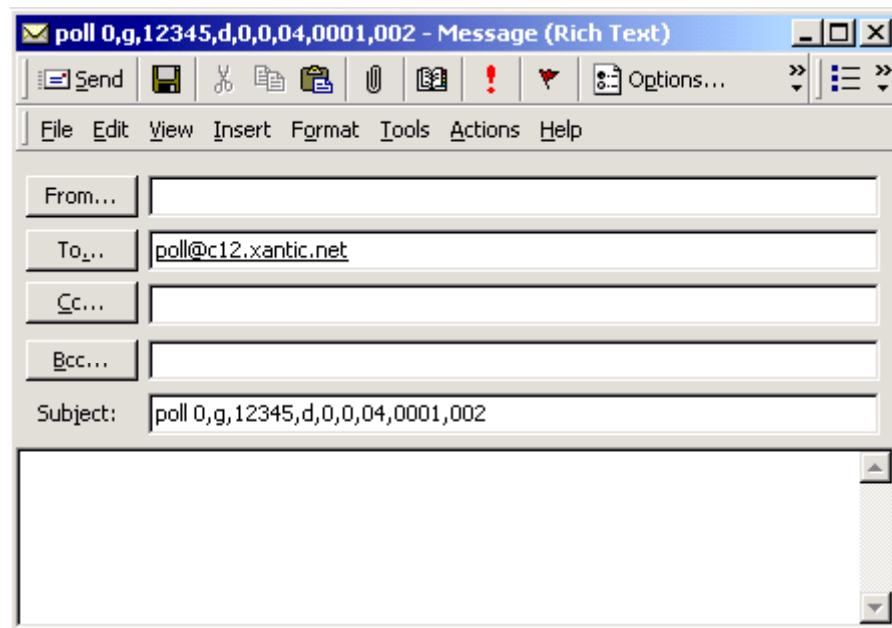 poll 0,g,12345,d,0,0,04,0001,002 - Message (Rich Text)
Send Options...
File Edit View Insert Format Tools Actions Help
From...
To... poll@c12.xantic.net
Cc...
Bcc...
Subject: poll 0,g,12345,d,0,0,04,0001,002